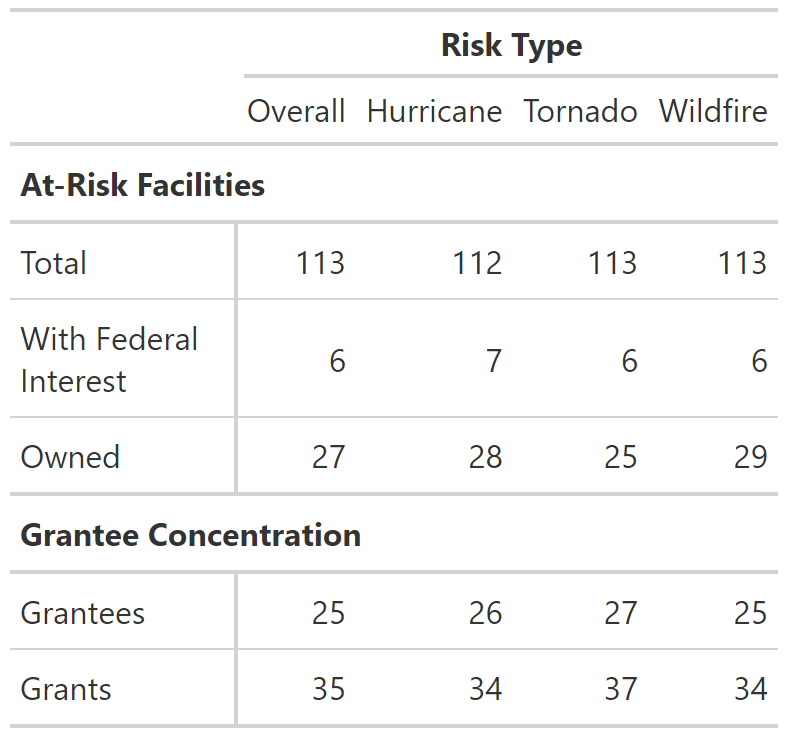 Risk Type
Overall Hurricane Tornado Wildfire
At-Risk Facilities
Total 113 112 113 113
With Federal
Interest 6 7 6 6
Owned 27 28 25 29
Grantee Concentration
Grantees 25 26 27 25
Grants 35 34 37 34